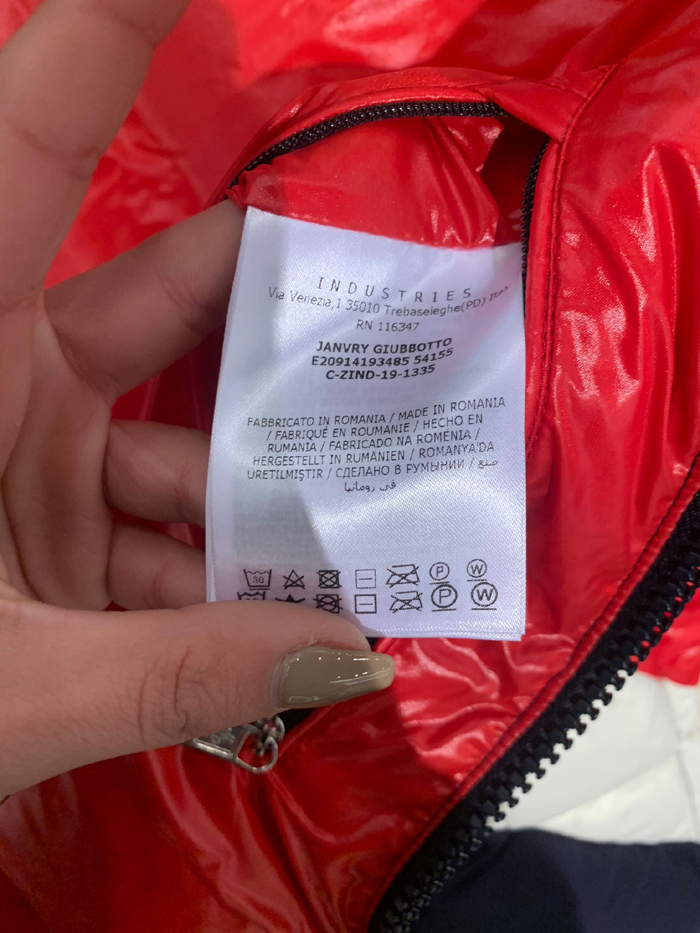 INDUSTRIES
Via Venezia,1 35010 Trebaseleghe(PD) Italy
RN 116347
JANVRY GIUBBOTTO
E20914193485 54155
C-ZIND-19-1335
FABBRICATO IN ROMANIA / MADE IN ROMANIA
/ FABRIQUÉ EN ROUMANIE / HECHO EN
RUMANIA / FABRICADO NA ROMÊNIA /
HERGESTELLT IN RUMÄNIEN / ROMANYA'DA
ÜRETILMIŞTIR / СДЕЛАНО В РУМЫНИИ / صنع
في رومانيا
30 P W
P W